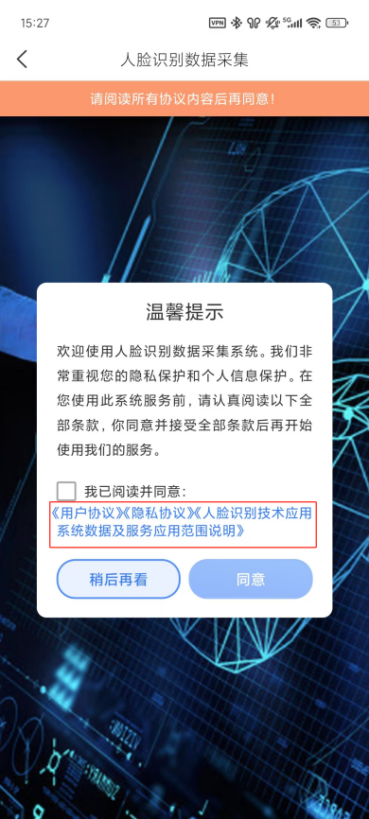 15:27
VPN
5G
53
人脸识别数据采集
请阅读所有协议内容后再同意！
温馨提示
欢迎使用人脸识别数据采集系统。我们非
常重视您的隐私保护和个人信息保护。在
您使用此系统服务前，请认真阅读以下全
部条款，你同意并接受全部条款后再开始
使用我们的服务。
我已阅读并同意：
《用户协议》《隐私协议》《人脸识别技术应用
系统数据及服务应用范围说明》
稍后再看
同意